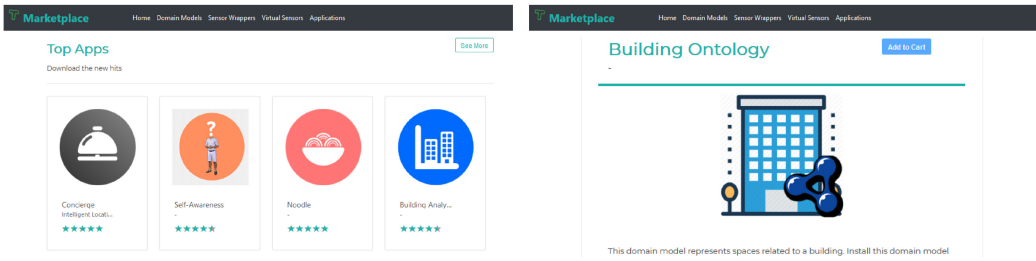 Marketplace
Home Domain Models Sensor Wrappers Virtual Sensors Applications
Top Apps
See More
Download the new hits
?
Concierge
Intelligent Locati...
Self-Awareness
-
Noodle
-
Building Analy...
-
Marketplace
Home Domain Models Sensor Wrappers Virtual Sensors Applications
Building Ontology
Add to Cart
-
This domain model represents spaces related to a building. Install this domain model